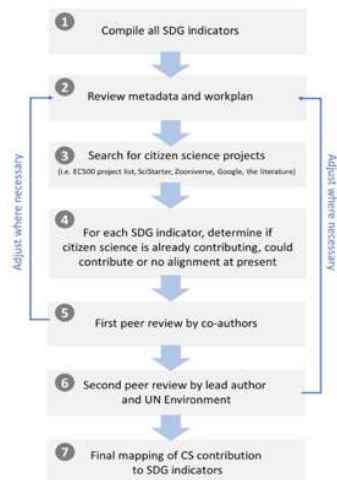 1
Compile all SDG indicators
2
Review metadata and workplan
3
Search for citizen science projects
(i.e. EC500 project list, SciStarter, Zooniverse, Google, the literature)
4
For each SDG indicator, determine if
citizen science is already contributing, could
contribute or no alignment at present
5
First peer review by co-authors
6
Second peer review by lead author
and UN Environment
7
Final mapping of CS contribution
to SDG indicators
Adjust where necessary
Adjust where necessary